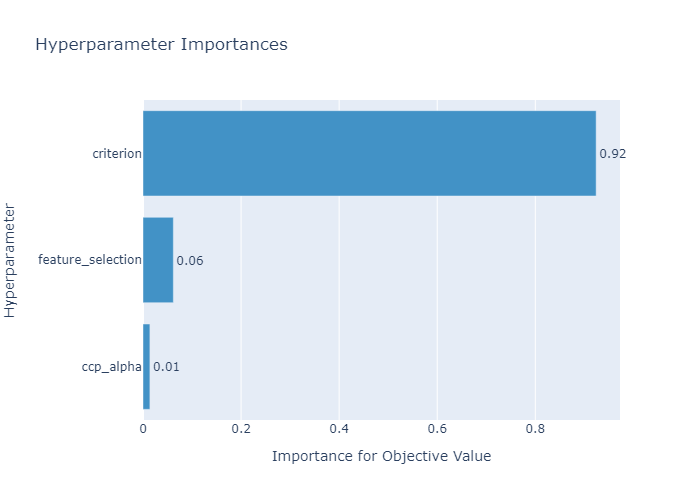 Hyperparameter Importances
Hyperparameter
criterion
0.92
feature_selection
0.06
ccp_alpha
0.01
0
0.2
0.4
0.6
0.8
Importance for Objective Value